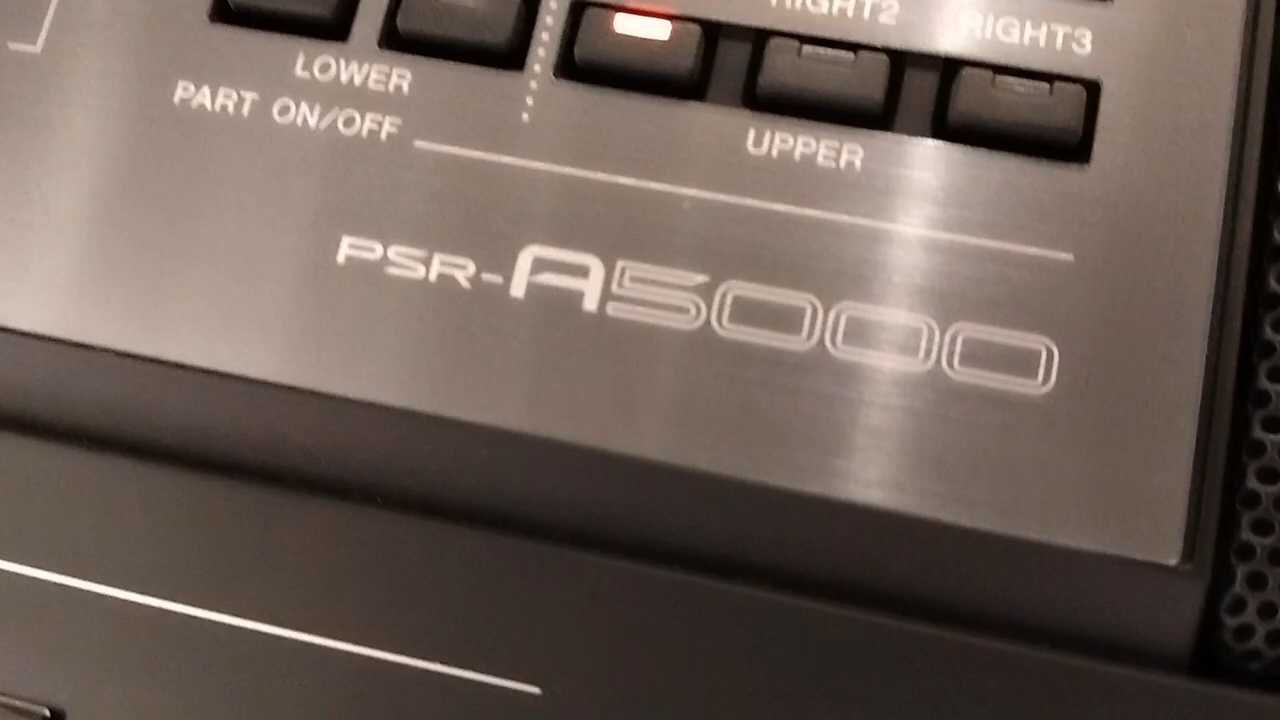 RIGHT2 RIGHT3
LOWER
PART ON/OFF
UPPER
PSR-A5000